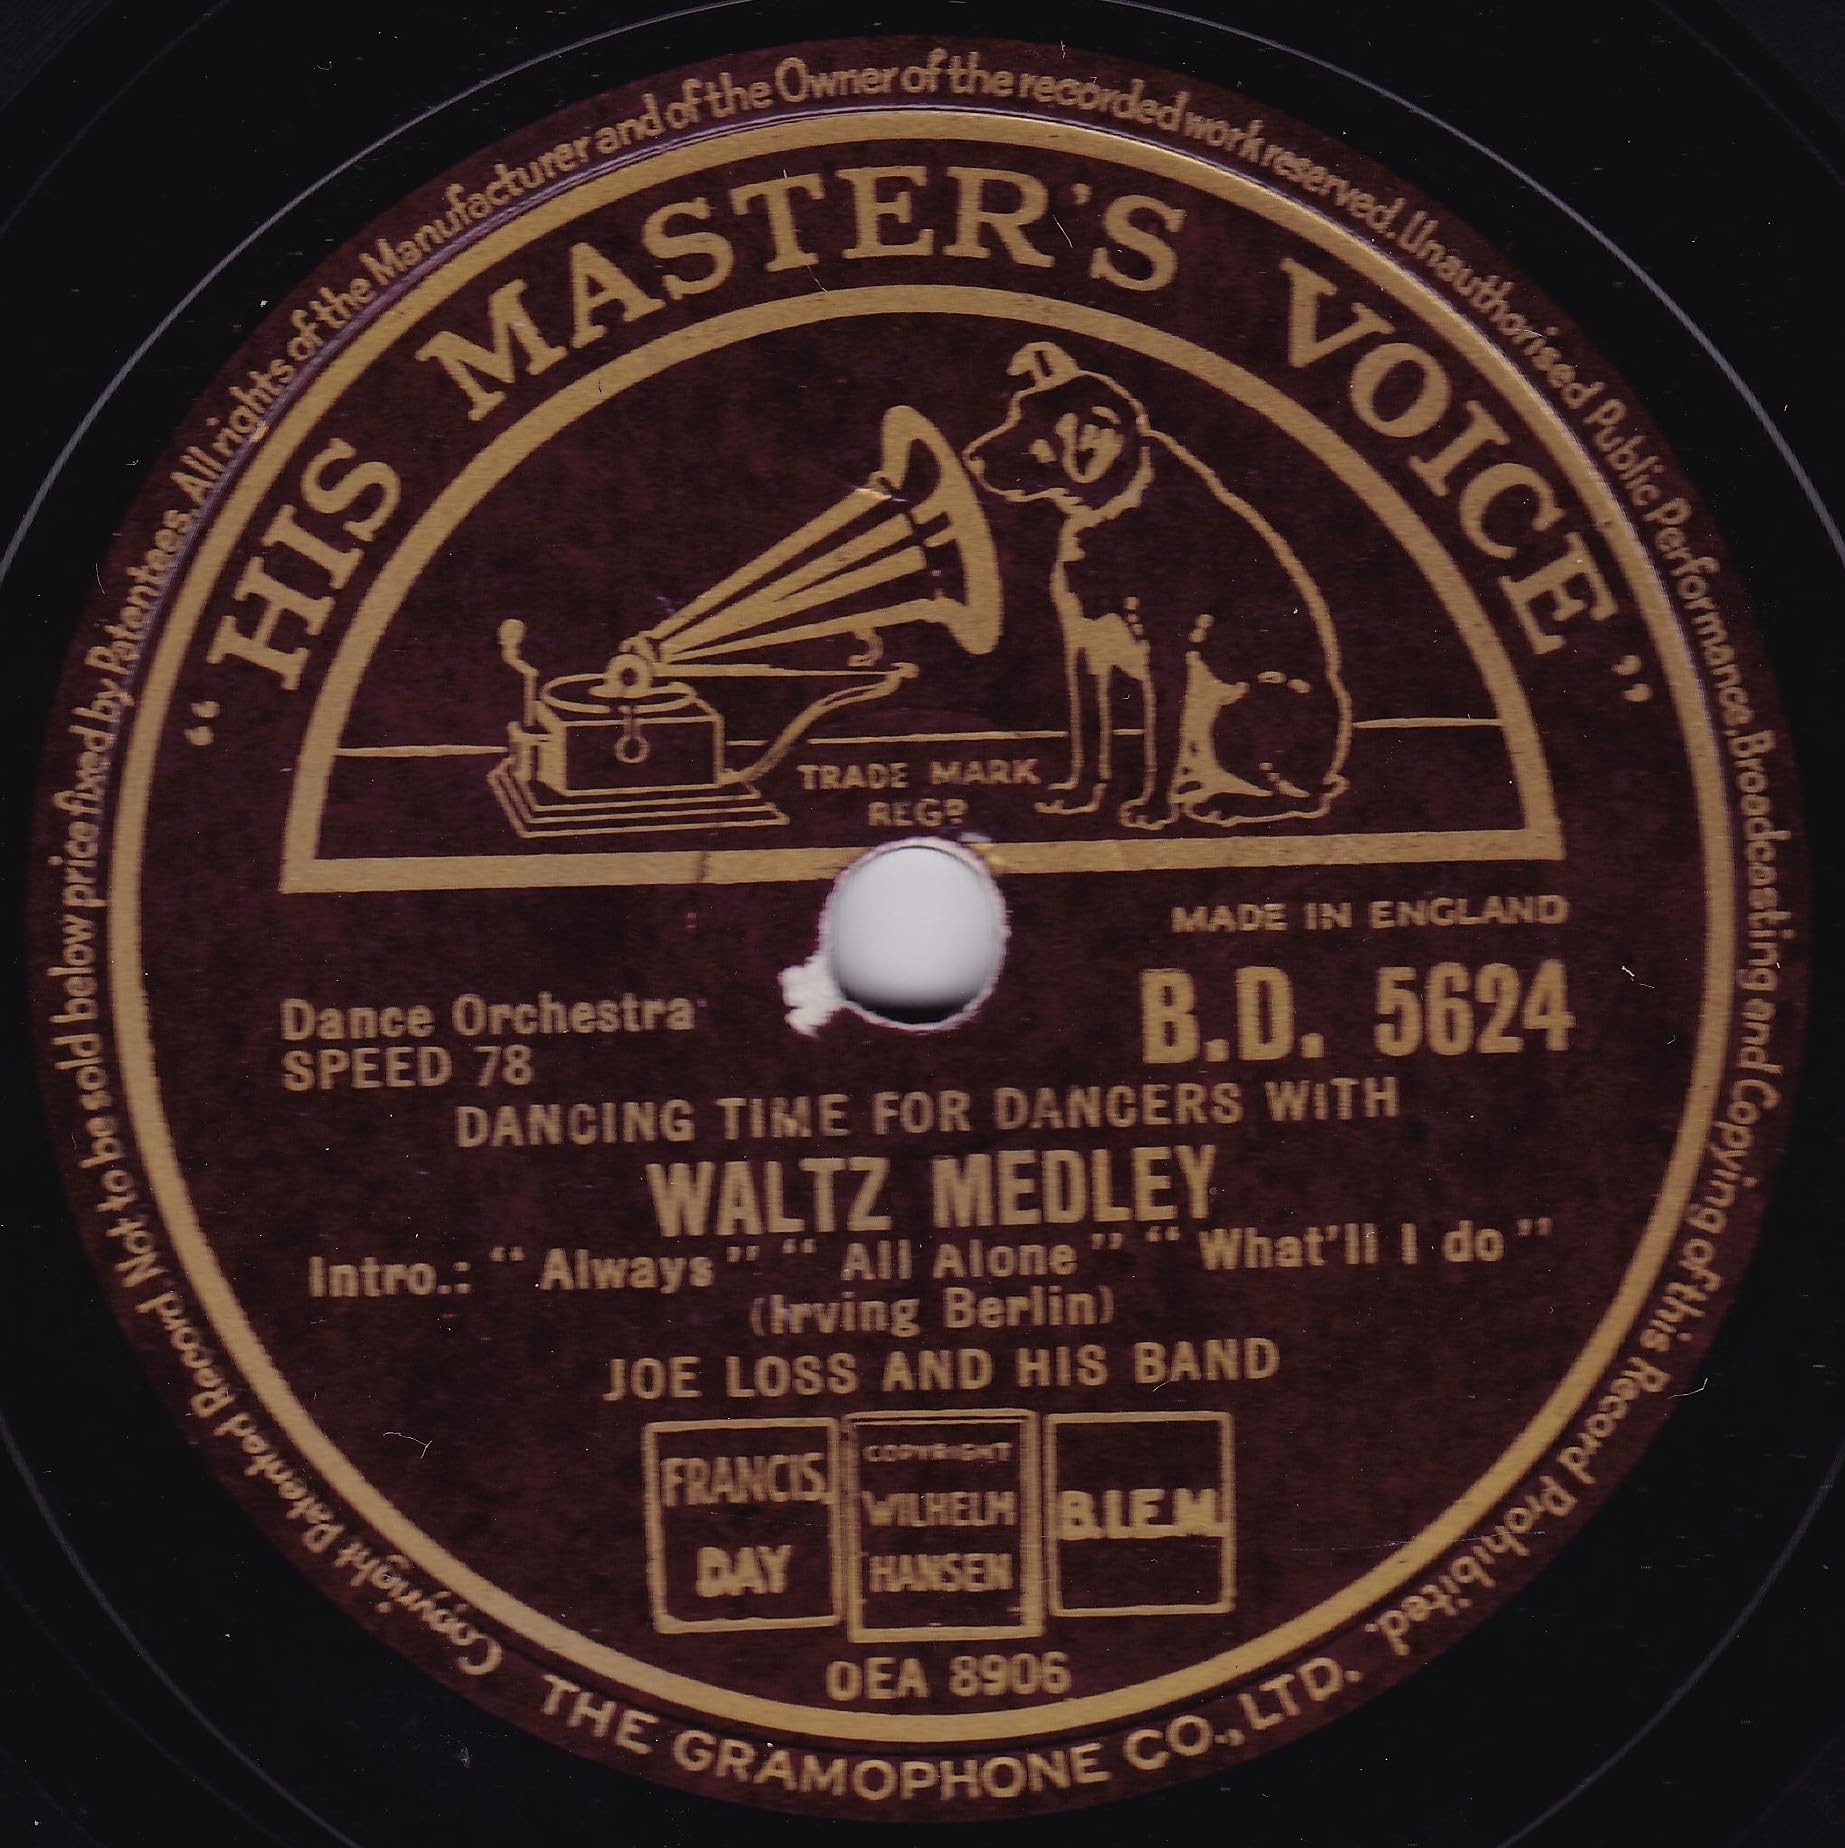 Copyright Patented Record Not to be sold below price fixed by Patentees. All rights of the Manufacturer and of the Owner of the recorded work reserved. Unauthorised Public Performance, Broadcasting and Copying of this Record Prohibited.
“HIS MASTER'S VOICE”
TRADE MARK
REGD
MADE IN ENGLAND
Dance Orchestra
B.D. 5624
SPEED 78
DANCING TIME FOR DANCERS WITH
WALTZ MEDLEY
Intro.: “Always” “All Alone” “What'll I do”
(Irving Berlin)
JOE LOSS AND HIS BAND
FRANCIS,
DAY
COPYRIGHT
WILHELM
HANSEN
B.I.E.M.
OEA 8906
THE GRAMOPHONE CO., LTD.